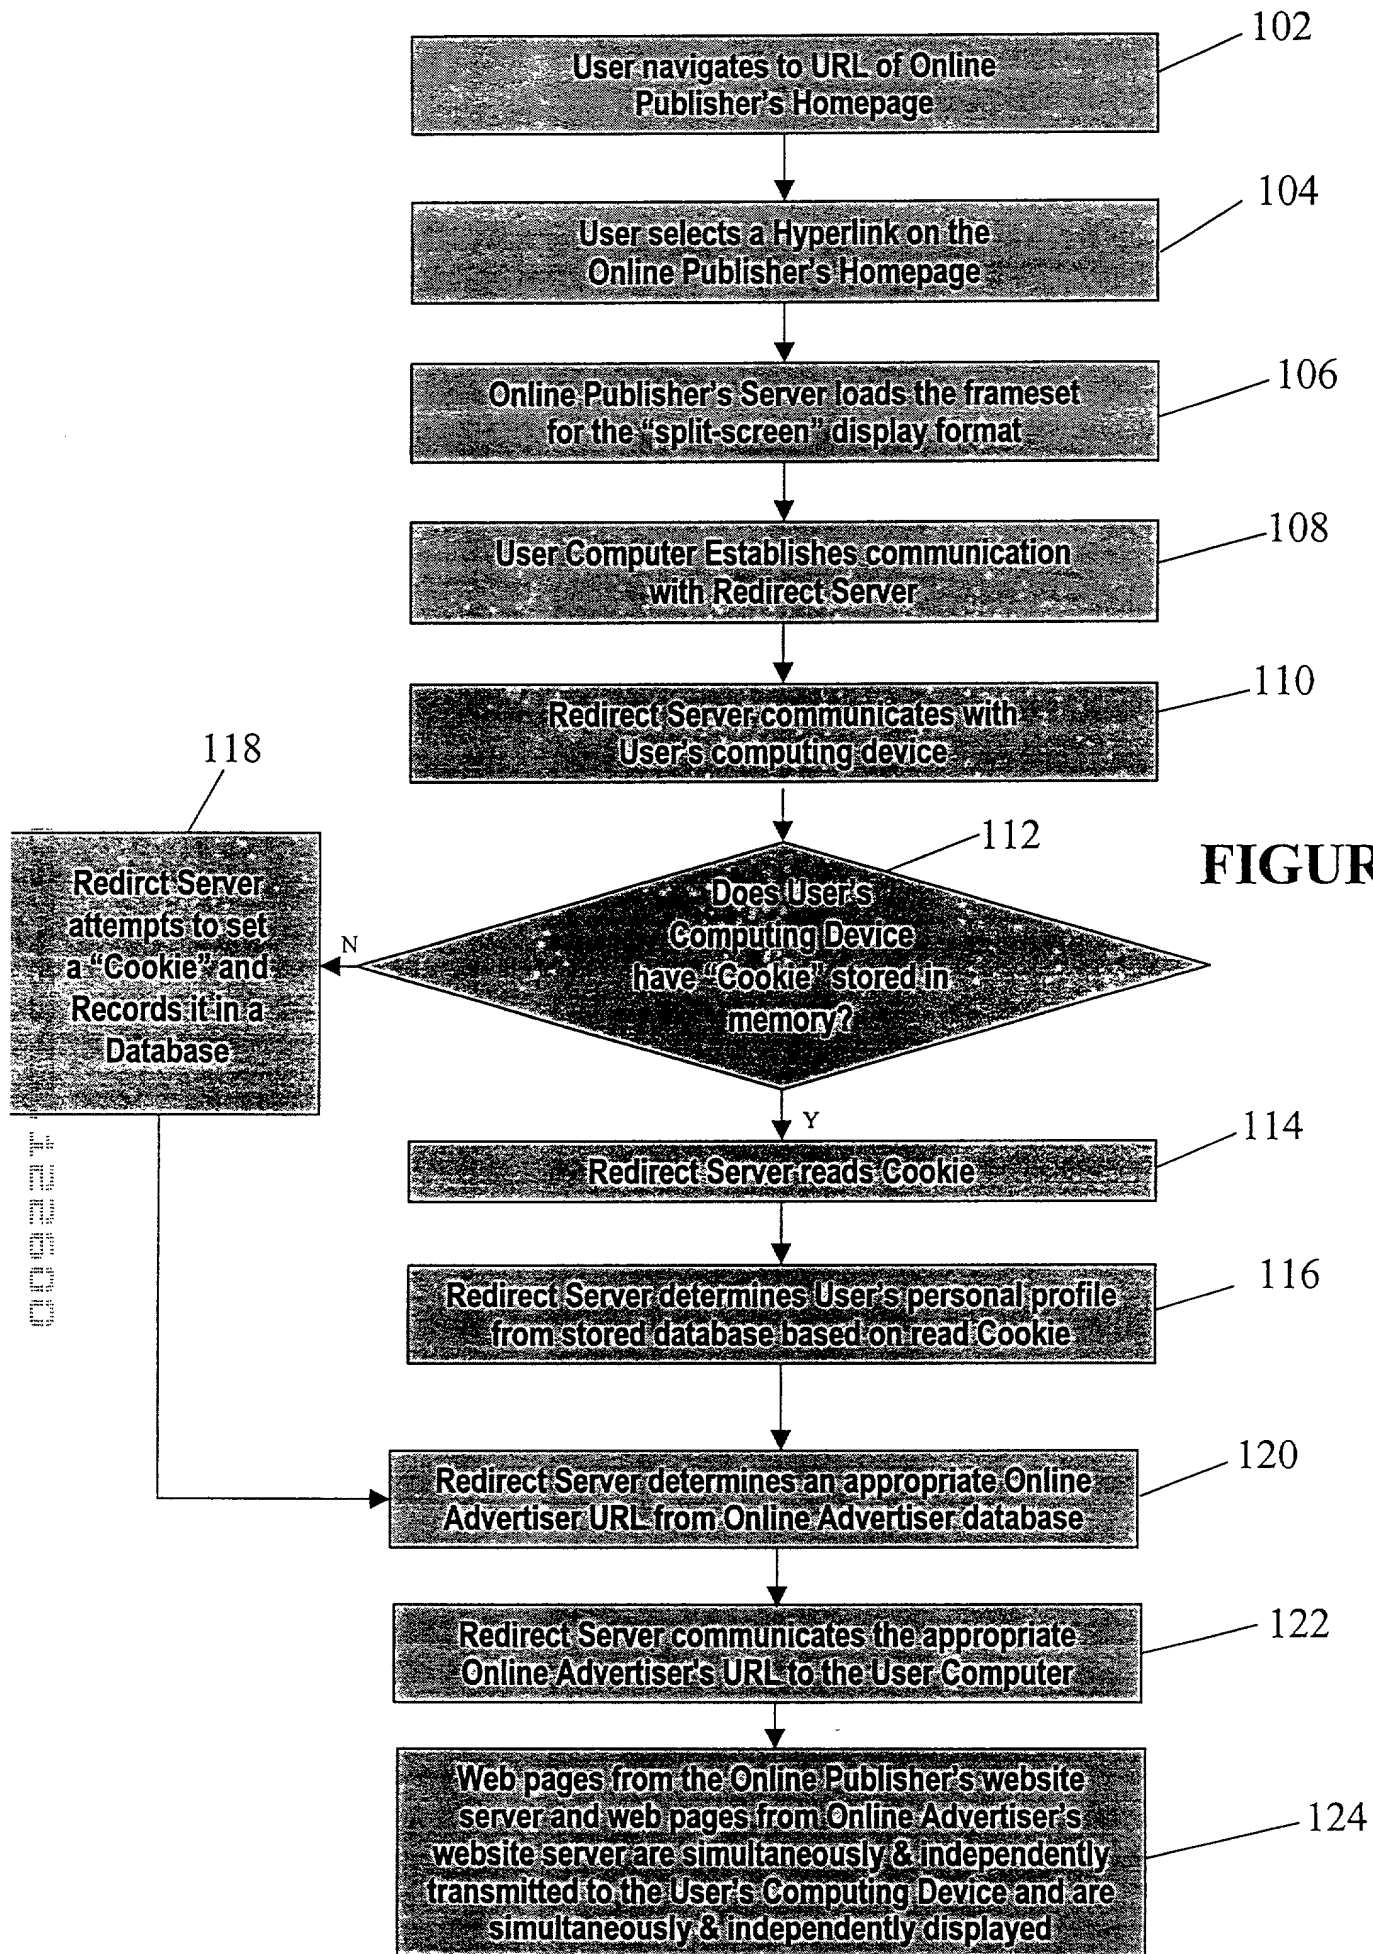 102
User navigates to URL of Online
Publisher's Homepage
104
User selects a Hyperlink on the
Online Publisher's Homepage
106
Online Publisher's Server loads the frameset
for the "split-screen" display format
108
User Computer Establishes communication
with Redirect Server
110
Redirect Server communicates with
User's computing device
118
Redirct Server
attempts to set
a "Cookie" and
Records it in a
Database
N
112
Does User's
Computing Device
have "Cookie" stored in
memory?
FIGUR
Y
114
Redirect Server reads Cookie
116
Redirect Server determines User's personal profile
from stored database based on read Cookie
120
Redirect Server determines an appropriate Online
Advertiser URL from Online Advertiser database
122
Redirect Server communicates the appropriate
Online Advertiser's URL to the User Computer
124
Web pages from the Online Publisher's website
server and web pages from Online Advertiser's
website server are simultaneously & independently
transmitted to the User's Computing Device and are
simultaneously & independently displayed